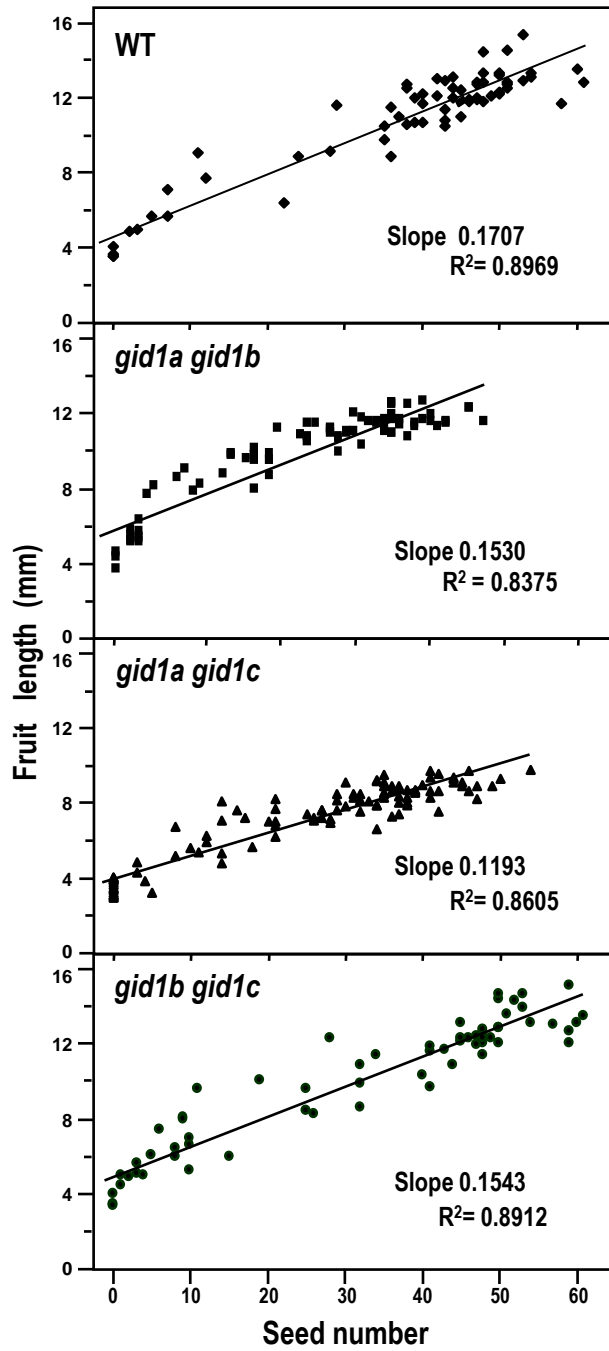 16
WT
12
8
4
Slope 0.1707
R²= 0.8969
0
16
gid1a gid1b
12
8
4
Slope 0.1530
R² = 0.8375
0
16
gid1a gid1c
12
8
4
Slope 0.1193
R²= 0.8605
0
16
gid1b gid1c
12
8
4
Slope 0.1543
R²= 0.8912
0
0 10 20 30 40 50 60
Seed number
Fruit length (mm)